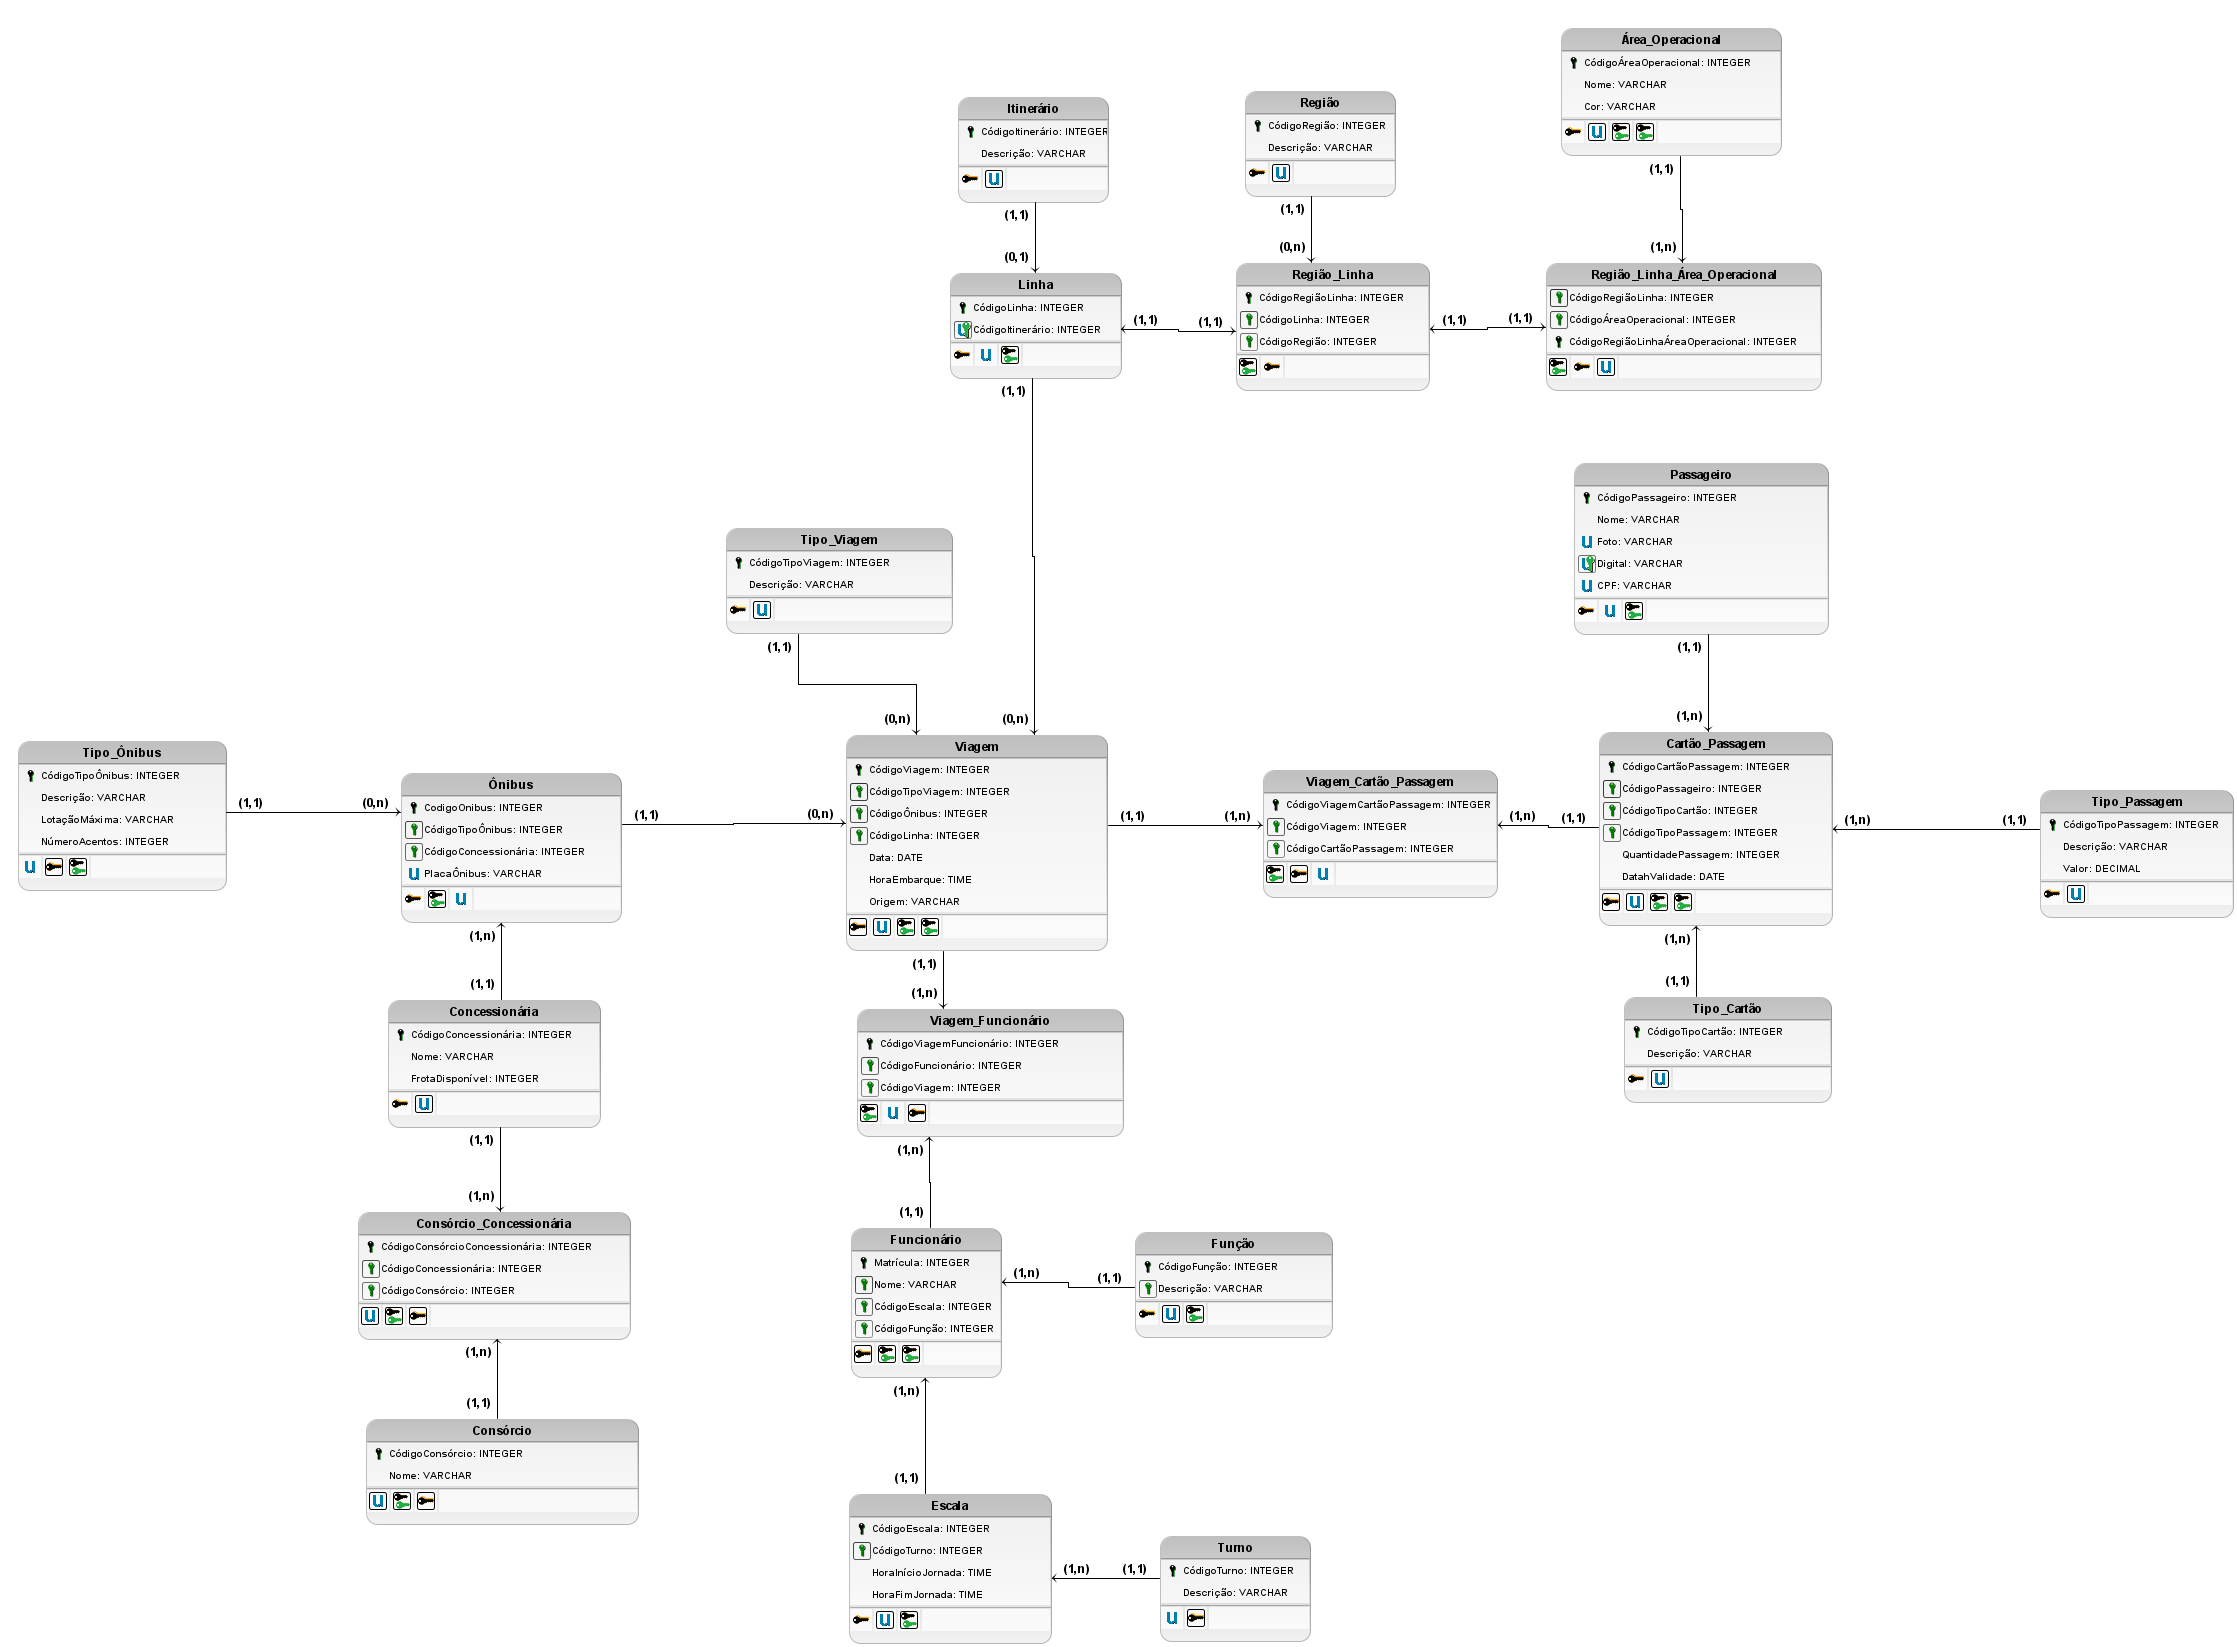 Área_Operacional
CódigoÁreaOperacional: INTEGER
Nome: VARCHAR
Cor: VARCHAR
(1,1)
(1,n)
Itinerário
CódigoItinerário: INTEGER
Descrição: VARCHAR
(1,1)
(0,1)
Região
CódigoRegião: INTEGER
Descrição: VARCHAR
(1,1)
(0,n)
Linha
CódigoLinha: INTEGER
CódigoItinerário: INTEGER
(1,1)
(1,1)
Região_Linha
CódigoRegiãoLinha: INTEGER
CódigoLinha: INTEGER
CódigoRegião: INTEGER
(1,1)
(1,1)
Região_Linha_Área_Operacional
CódigoRegiãoLinha: INTEGER
CódigoÁreaOperacional: INTEGER
CódigoRegiãoLinhaÁreaOperacional: INTEGER
(1,1)
(0,n)
Passageiro
CódigoPassageiro: INTEGER
Nome: VARCHAR
Foto: VARCHAR
Digital: VARCHAR
CPF: VARCHAR
(1,1)
(1,n)
Tipo_Viagem
CódigoTipoViagem: INTEGER
Descrição: VARCHAR
(1,1)
(0,n)
Tipo_Ônibus
CódigoTipoÔnibus: INTEGER
Descrição: VARCHAR
LotaçãoMáxima: VARCHAR
NúmeroAcentos: INTEGER
(1,1)
(0,n)
Ônibus
CodigoOnibus: INTEGER
CódigoTipoÔnibus: INTEGER
CódigoConcessionária: INTEGER
PlacaÔnibus: VARCHAR
(1,1)
(0,n)
Viagem
CódigoViagem: INTEGER
CódigoTipoViagem: INTEGER
CódigoÔnibus: INTEGER
CódigoLinha: INTEGER
Data: DATE
HoraEmbarque: TIME
Origem: VARCHAR
(1,1)
(1,n)
Viagem_Cartão_Passagem
CódigoViagemCartãoPassagem: INTEGER
CódigoViagem: INTEGER
CódigoCartãoPassagem: INTEGER
(1,n)
(1,1)
Cartão_Passagem
CódigoCartãoPassagem: INTEGER
CódigoPassageiro: INTEGER
CódigoTipoCartão: INTEGER
CódigoTipoPassagem: INTEGER
QuantidadePassagem: INTEGER
DatahValidade: DATE
(1,n)
(1,1)
Tipo_Passagem
CódigoTipoPassagem: INTEGER
Descrição: VARCHAR
Valor: DECIMAL
(1,n)
(1,1)
Tipo_Cartão
CódigoTipoCartão: INTEGER
Descrição: VARCHAR
(1,n)
(1,1)
Concessionária
CódigoConcessionária: INTEGER
Nome: VARCHAR
FrotaDisponível: INTEGER
(1,1)
(1,n)
(1,1)
(1,n)
Viagem_Funcionário
CódigoViagemFuncionário: INTEGER
CódigoFuncionário: INTEGER
CódigoViagem: INTEGER
(1,n)
(1,1)
Consórcio_Concessionária
CódigoConsórcioConcessionária: INTEGER
CódigoConcessionária: INTEGER
CódigoConsórcio: INTEGER
(1,n)
(1,1)
Funcionário
Matrícula: INTEGER
Nome: VARCHAR
CódigoEscala: INTEGER
CódigoFunção: INTEGER
(1,n)
(1,1)
Função
CódigoFunção: INTEGER
Descrição: VARCHAR
(1,n)
(1,1)
Consórcio
CódigoConsórcio: INTEGER
Nome: VARCHAR
Escala
CódigoEscala: INTEGER
CódigoTurno: INTEGER
HoraInícioJornada: TIME
HoraFimJornada: TIME
(1,n)
(1,1)
Turno
CódigoTurno: INTEGER
Descrição: VARCHAR